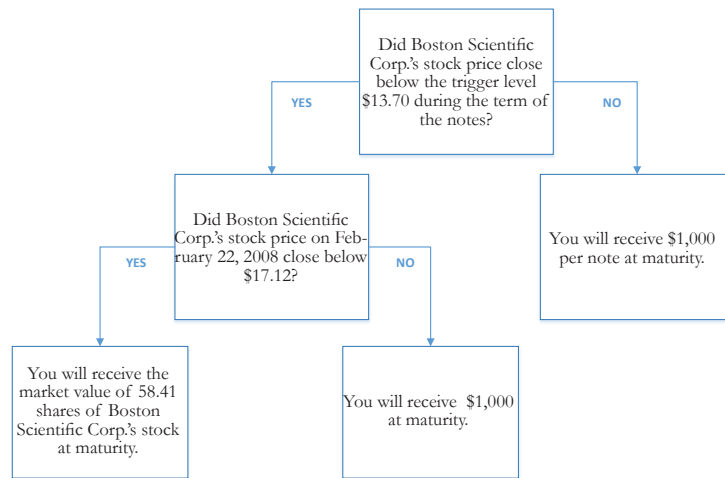 Did Boston Scientific
Corp.'s stock price close
below the trigger level
$13.70 during the term of
the notes?
YES
NO
Did Boston Scientific
Corp.'s stock price on Feb-
ruary 22, 2008 close below
$17.12?
You will receive $1,000
per note at maturity.
YES
NO
You will receive the
market value of 58.41
shares of Boston
Scientific Corp.'s stock
at maturity.
You will receive $1,000
at maturity.